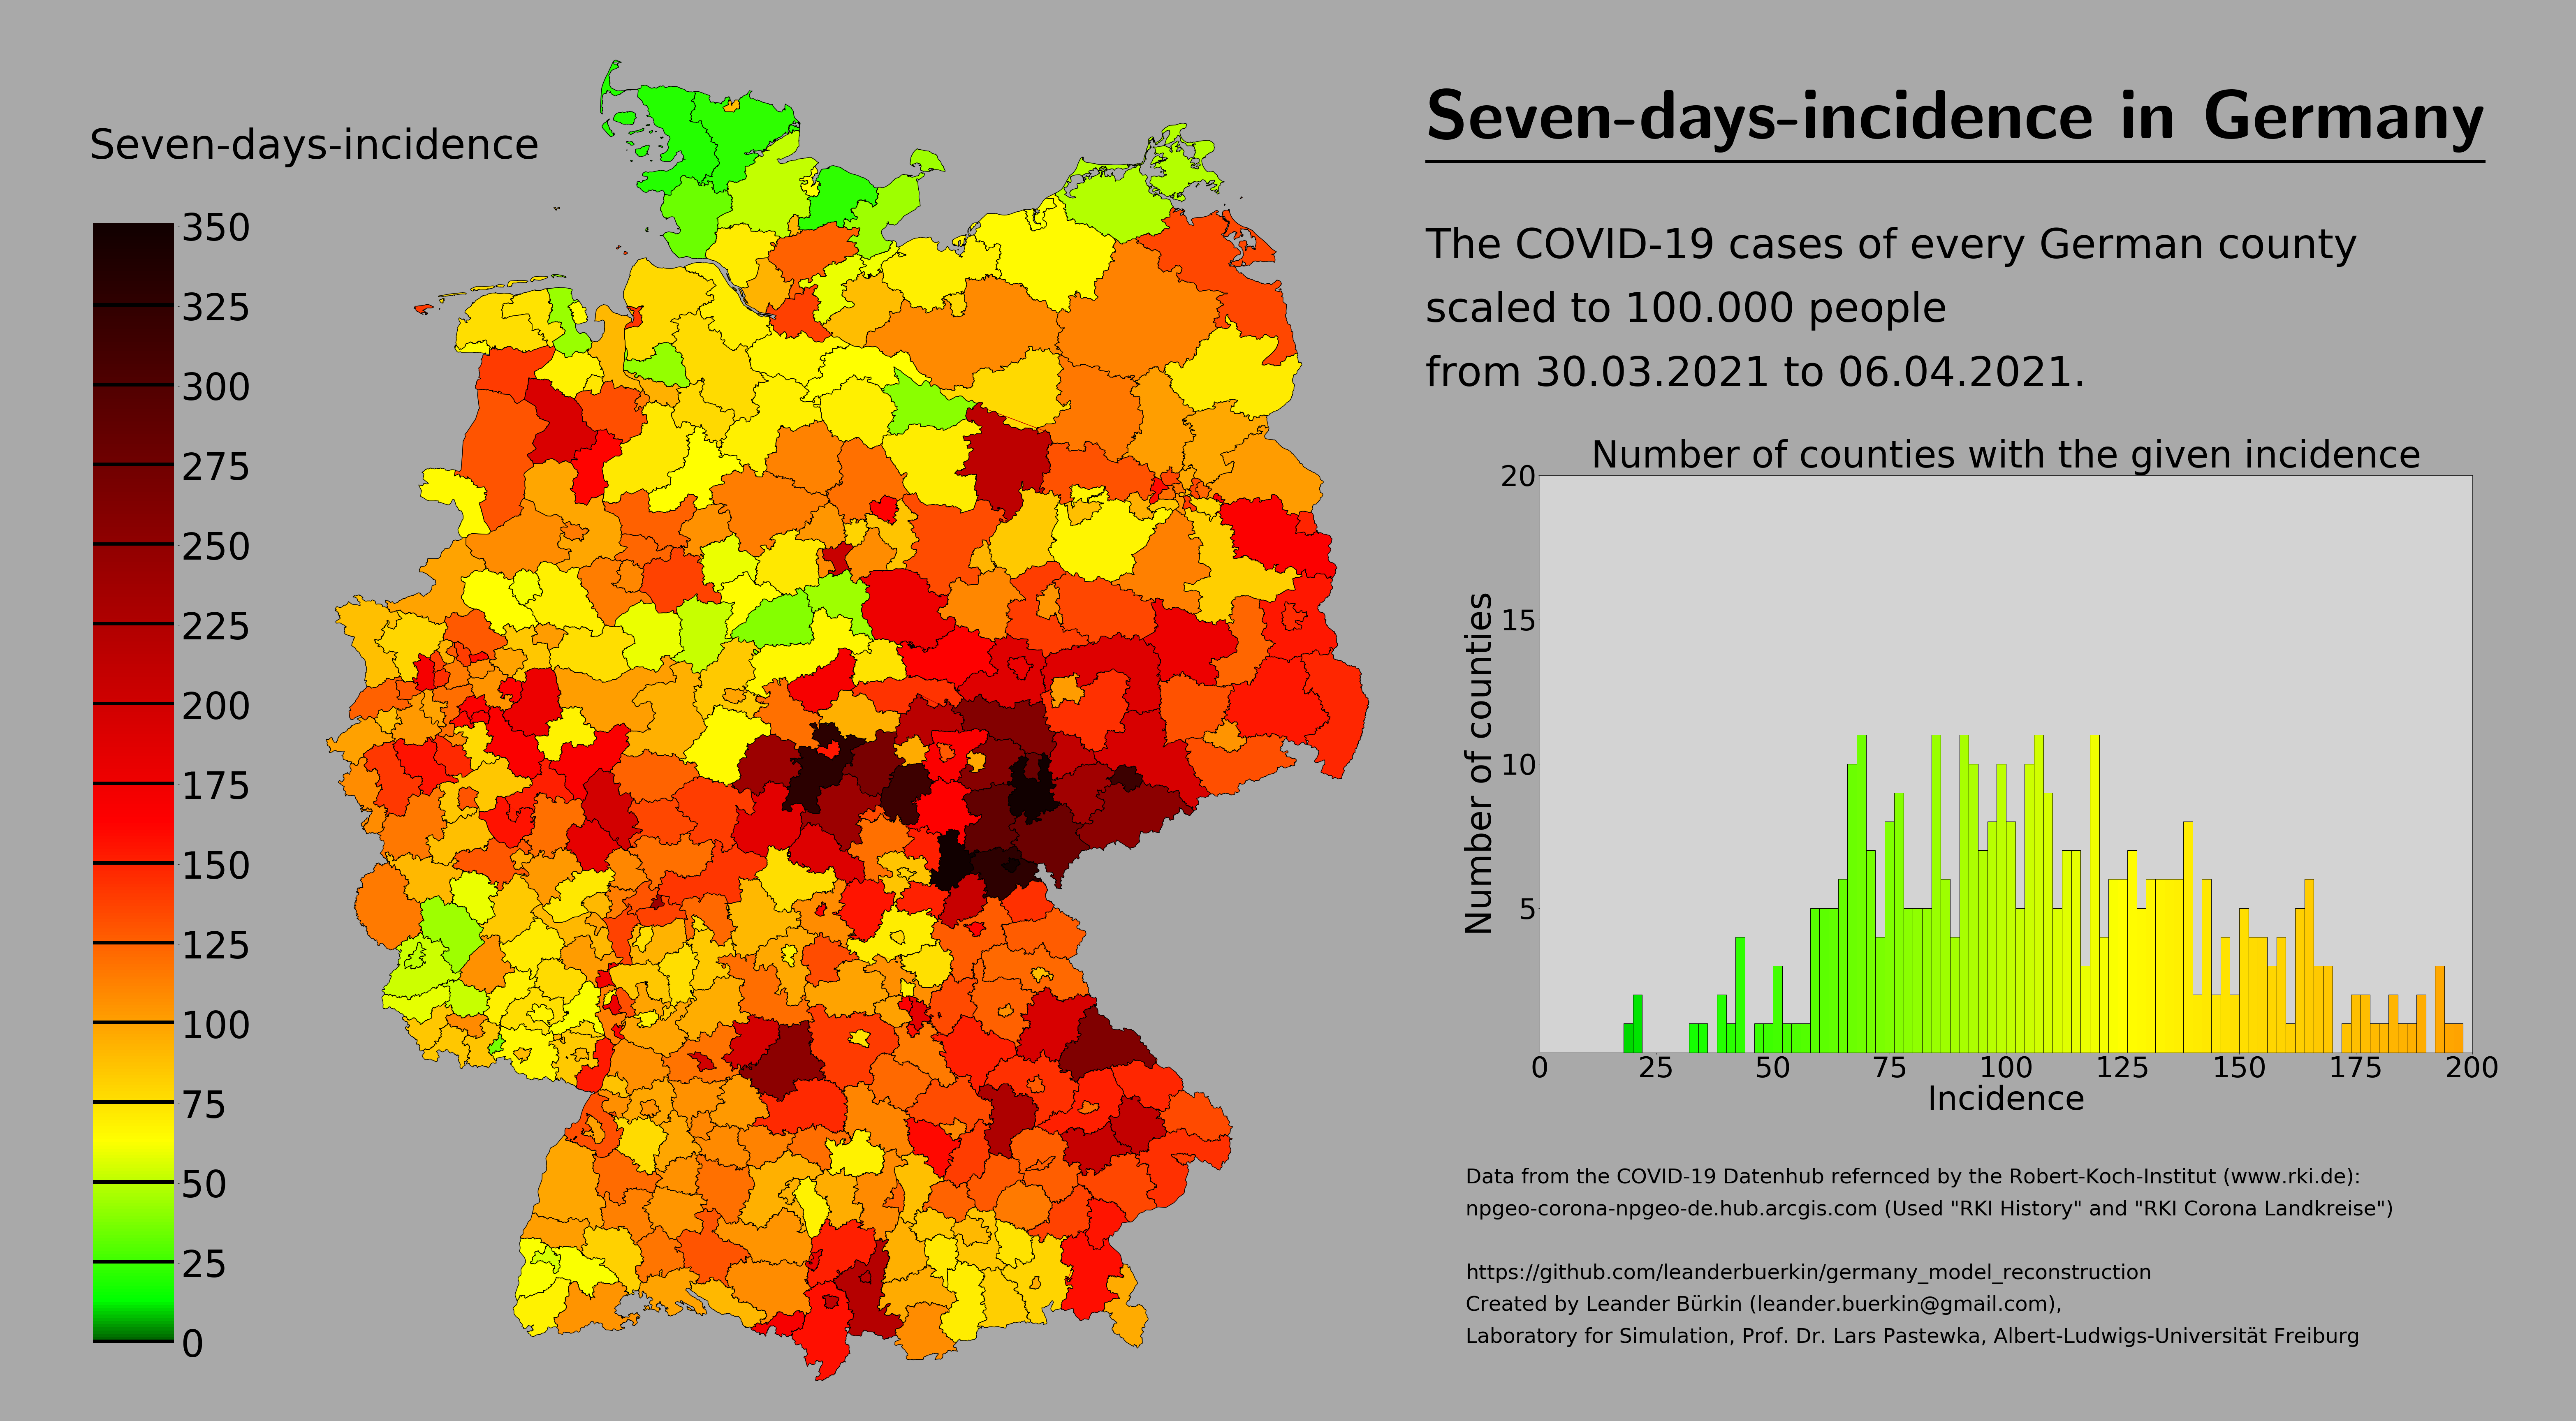 Seven-days-incidence
350
325
300
275
250
225
200
175
150
125
100
75
50
25
0
Seven-days-incidence in Germany
The COVID-19 cases of every German county
scaled to 100.000 people
from 30.03.2021 to 06.04.2021.
Number of counties with the given incidence
20
15
10
5
Number of counties
0 25 50 75 100 125 150 175 200
Incidence
Data from the COVID-19 Datenhub refernced by the Robert-Koch-Institut (www.rki.de):
npgeo-corona-npgeo-de.hub.arcgis.com (Used "RKI History" and "RKI Corona Landkreise")
https://github.com/leanderbuerkin/germany_model_reconstruction
Created by Leander Bürkin (leander.buerkin@gmail.com),
Laboratory for Simulation, Prof. Dr. Lars Pastewka, Albert-Ludwigs-Universität Freiburg